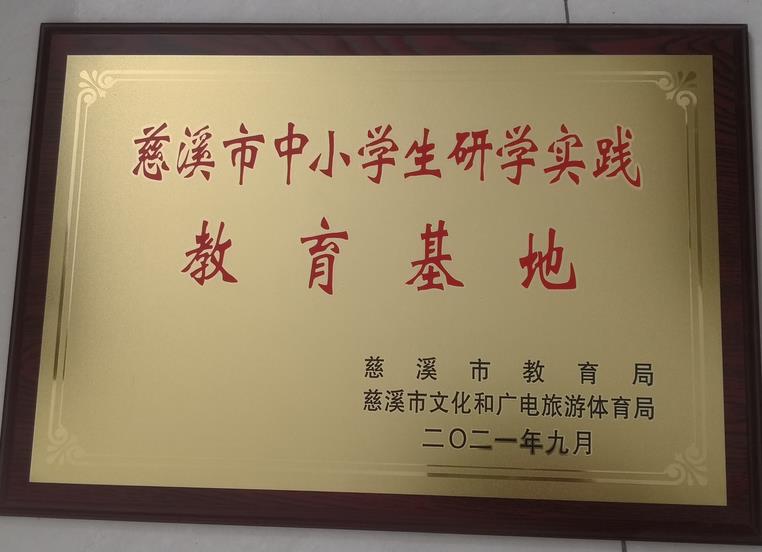 慈溪市中小学生研学实践
教育基地
慈溪市教育局
慈溪市文化和广电旅游体育局
二〇二一年九月